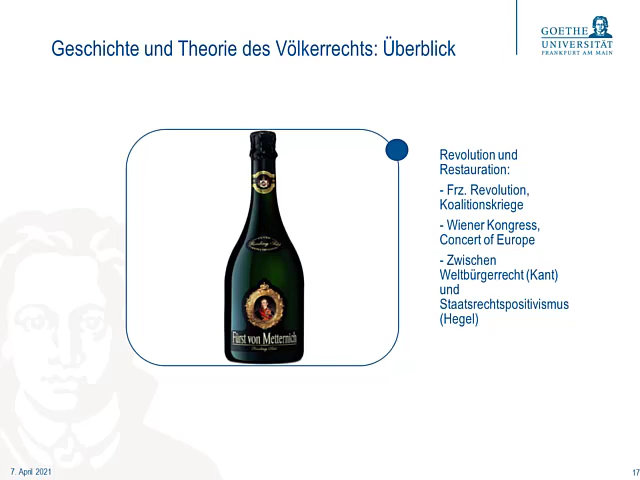 Geschichte und Theorie des Völkerrechts: Überblick
GOETHE
UNIVERSITÄT
FRANKFURT AM MAIN
Revolution und
Restauration:
- Frz. Revolution,
Koalitionskriege
- Wiener Kongress,
Concert of Europe
- Zwischen
Weltbürgerrecht (Kant)
und
Staatsrechtspositivismus
(Hegel)
Fürst von Metternich
7. April 2021
17